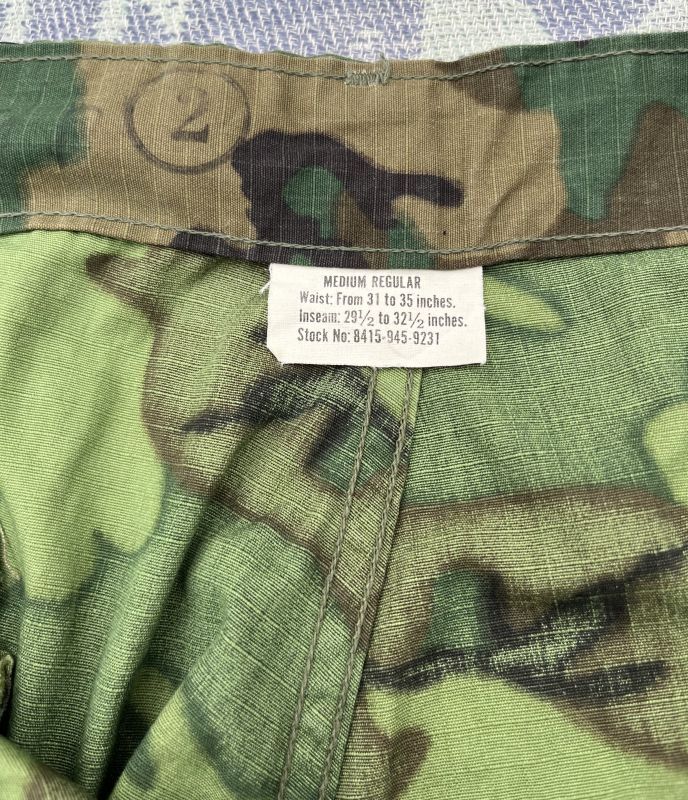 2
MEDIUM REGULAR
Waist: From 31 to 35 inches.
Inseam: 29½ to 32½ inches.
Stock No: 8415-945-9231